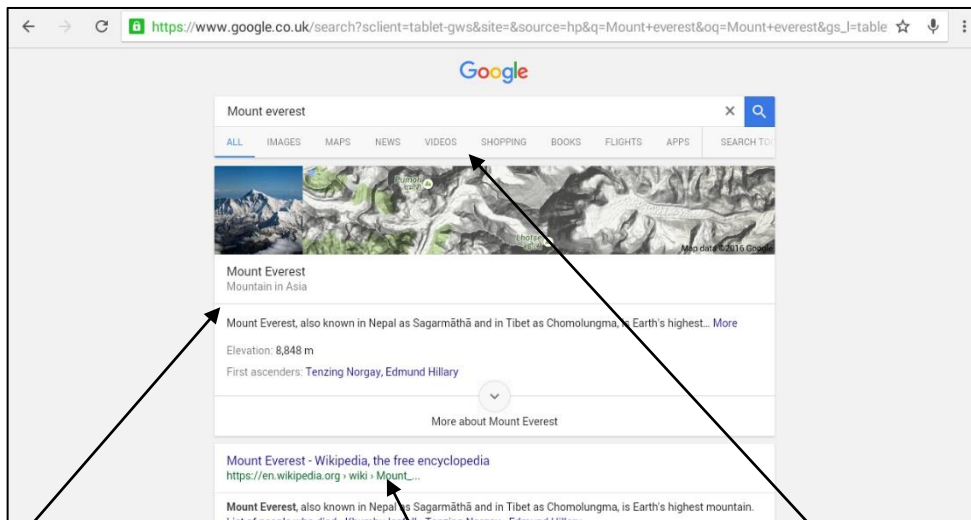 https://www.google.co.uk/search?sclient=tablet-gws&site=&source=hp&q=Mount+everest&oq=Mount+everest&gs_l=table
Google
Mount everest
ALL IMAGES MAPS NEWS VIDEOS SHOPPING BOOKS FLIGHTS APPS SEARCH TO
Pumori
Lhotse
Map data ©2016 Google
Mount Everest
Mountain in Asia
Mount Everest, also known in Nepal as Sagarmāthā and in Tibet as Chomolungma, is Earth's highest... More
Elevation: 8,848 m
First ascenders: Tenzing Norgay, Edmund Hillary
More about Mount Everest
Mount Everest - Wikipedia, the free encyclopedia
https://en.wikipedia.org › wiki › Mount_...
Mount Everest, also known in Nepal as Sagarmāthā and in Tibet as Chomolungma, is Earth's highest mountain.